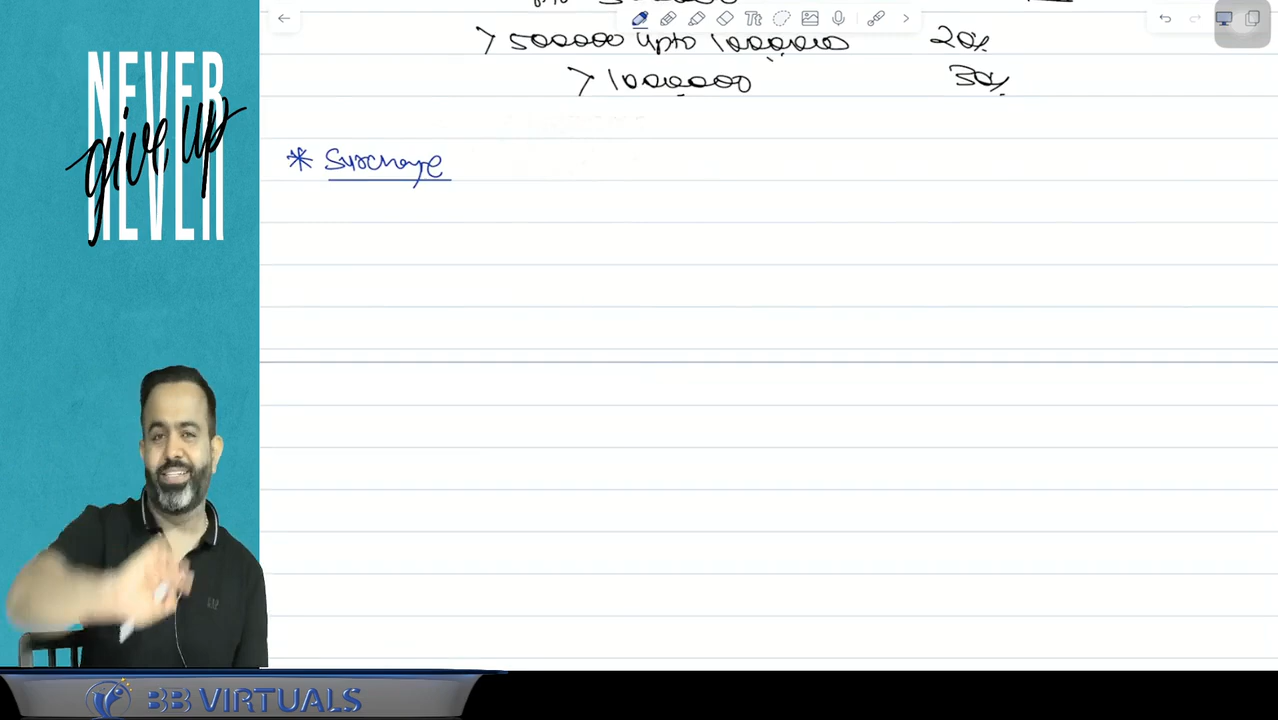 > 500000 upto 1000000 20%
> 1000000 30%
* Surcharge
NEVER
give up
NEVER
BB VIRTUALS